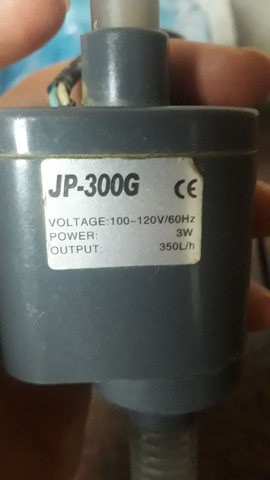 JP-300G CE
VOLTAGE:100-120V/60Hz
POWER: 3W
OUTPUT: 350L/h